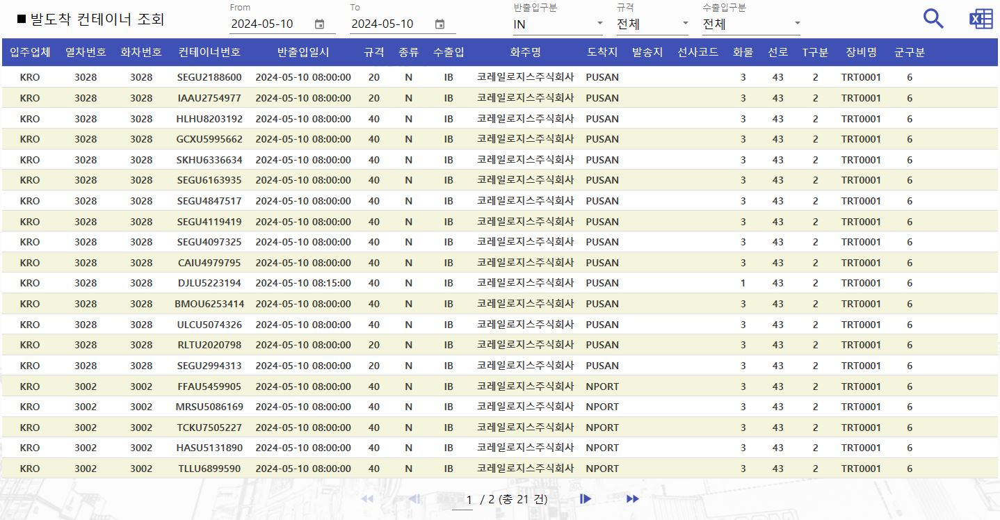 ■ 발도착 컨테이너 조회
From To 반출입구분 규격 수출입구분
2024-05-10 2024-05-10 IN 전체 전체
입주업체 열차번호 화차번호 컨테이너번호 반출입일시 규격 종류 수출입 화주명 도착지 발송지 선사코드 화물 선로 T구분 장비명 군구분
KRO 3028 3028 SEGU2188600 2024-05-10 08:00:00 20 N IB 코레일로지스주식회사 PUSAN 3 43 2 TRT0001 6
KRO 3028 3028 IAAU2754977 2024-05-10 08:00:00 20 N IB 코레일로지스주식회사 PUSAN 3 43 2 TRT0001 6
KRO 3028 3028 HLHU8203192 2024-05-10 08:00:00 40 N IB 코레일로지스주식회사 PUSAN 3 43 2 TRT0001 6
KRO 3028 3028 GCXU5995662 2024-05-10 08:00:00 40 N IB 코레일로지스주식회사 PUSAN 3 43 2 TRT0001 6
KRO 3028 3028 SKHU6336634 2024-05-10 08:00:00 40 N IB 코레일로지스주식회사 PUSAN 3 43 2 TRT0001 6
KRO 3028 3028 SEGU6163935 2024-05-10 08:00:00 40 N IB 코레일로지스주식회사 PUSAN 3 43 2 TRT0001 6
KRO 3028 3028 SEGU4847517 2024-05-10 08:00:00 40 N IB 코레일로지스주식회사 PUSAN 3 43 2 TRT0001 6
KRO 3028 3028 SEGU4119419 2024-05-10 08:00:00 40 N IB 코레일로지스주식회사 PUSAN 3 43 2 TRT0001 6
KRO 3028 3028 SEGU4097325 2024-05-10 08:00:00 40 N IB 코레일로지스주식회사 PUSAN 3 43 2 TRT0001 6
KRO 3028 3028 CAIU4979795 2024-05-10 08:00:00 40 N IB 코레일로지스주식회사 PUSAN 3 43 2 TRT0001 6
KRO 3028 3028 DJLU5223194 2024-05-10 08:15:00 40 N IB 코레일로지스주식회사 PUSAN 1 43 2 TRT0001 6
KRO 3028 3028 BMOU6253414 2024-05-10 08:00:00 40 N IB 코레일로지스주식회사 PUSAN 3 43 2 TRT0001 6
KRO 3028 3028 ULCU5074326 2024-05-10 08:00:00 40 N IB 코레일로지스주식회사 PUSAN 3 43 2 TRT0001 6
KRO 3028 3028 RLTU2020798 2024-05-10 08:00:00 20 N IB 코레일로지스주식회사 PUSAN 3 43 2 TRT0001 6
KRO 3028 3028 SEGU2994313 2024-05-10 08:00:00 20 N IB 코레일로지스주식회사 PUSAN 3 43 2 TRT0001 6
KRO 3002 3002 FFAU5459905 2024-05-10 08:00:00 40 N IB 코레일로지스주식회사 NPORT 3 43 2 TRT0001 6
KRO 3002 3002 MRSU5086169 2024-05-10 08:00:00 40 N IB 코레일로지스주식회사 NPORT 3 43 2 TRT0001 6
KRO 3002 3002 TCKU7505227 2024-05-10 08:00:00 40 N IB 코레일로지스주식회사 NPORT 3 43 2 TRT0001 6
KRO 3002 3002 HASU5131890 2024-05-10 08:00:00 40 N IB 코레일로지스주식회사 NPORT 3 43 2 TRT0001 6
KRO 3002 3002 TLLU6899590 2024-05-10 08:00:00 40 N IB 코레일로지스주식회사 NPORT 3 43 2 TRT0001 6
1 / 2 (총 21 건)